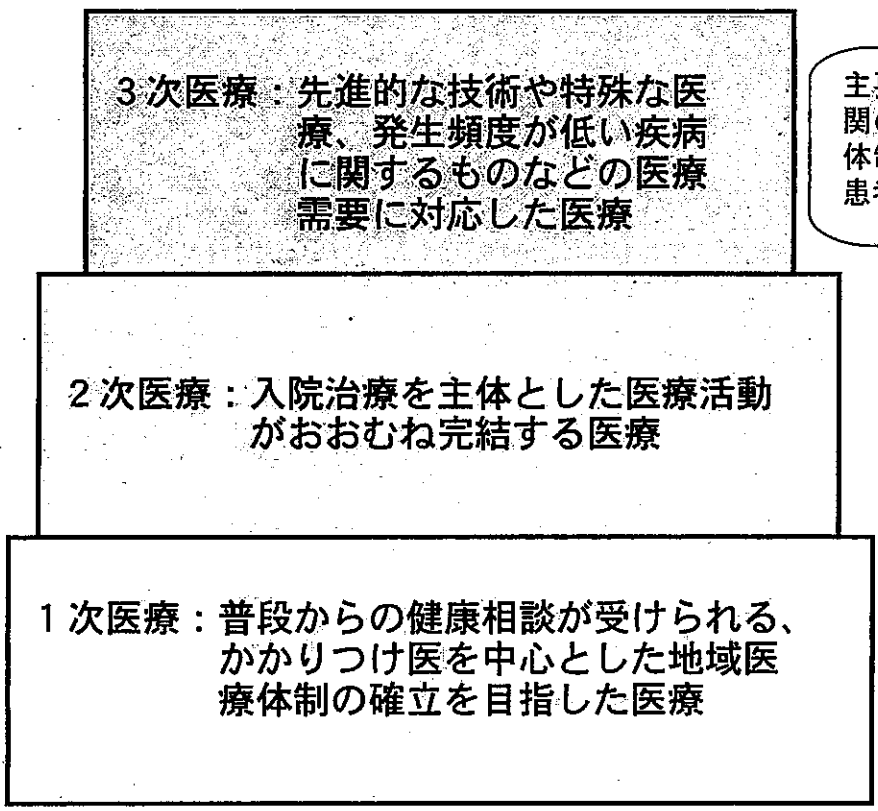 3次医療：先進的な技術や特殊な医
療、発生頻度が低い疾病
に関するものなどの医療
需要に対応した医療
主
関
体
患
2次医療：入院治療を主体とした医療活動
がおおむね完結する医療
1次医療：普段からの健康相談が受けられる、
かかりつけ医を中心とした地域医
療体制の確立を目指した医療